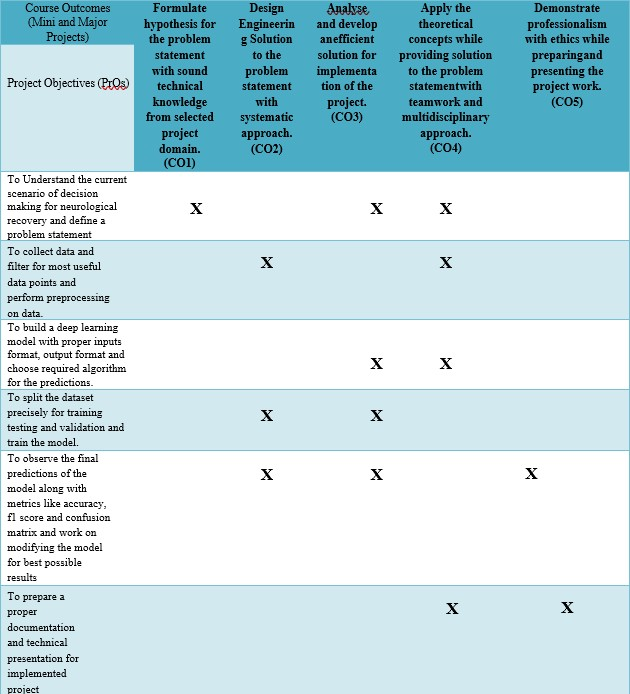 Course Outcomes
(Mini and Major
Projects)
Project Objectives (PrOs)
Formulate
hypothesis for
the problem
statement
with sound
technical
knowledge
from selected
project
domain.
(CO1)
Design
Engineerin
g Solution
to the
problem
statement
with
systematic
approach.
(CO2)
Analyse
and develop
anefficient
solution for
implementa
tion of the
project.
(CO3)
Apply the
theoretical
concepts while
providing solution
to the problem
statementwith
teamwork and
multidisciplinary
approach.
(CO4)
Demonstrate
professionalism
with ethics while
preparingand
presenting the
project work.
(CO5)
To Understand the current
scenario of decision
making for neurological
recovery and define a
problem statement
X X X
To collect data and
filter for most useful
data points and
perform preprocessing
on data.
X X
To build a deep learning
model with proper inputs
format, output format and
choose required algorithm
for the predictions.
X X
To split the dataset
precisely for training
testing and validation and
train the model.
X X
To observe the final
predictions of the
model along with
metrics like accuracy,
f1 score and confusion
matrix and work on
modifying the model
for best possible
results
X X X
To prepare a
proper
documentation
and technical
presentation for
implemented
project
X X